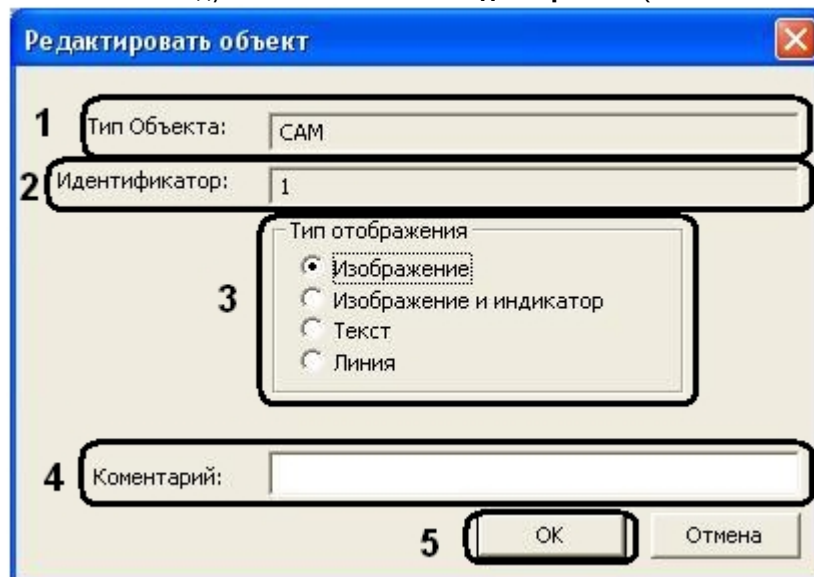 Редактировать объект
1 Тип Объекта: CAM
2 Идентификатор: 1
Тип отображения
Изображение
3 Изображение и индикатор
Текст
Линия
4 Коментарий:
5 OK Отмена